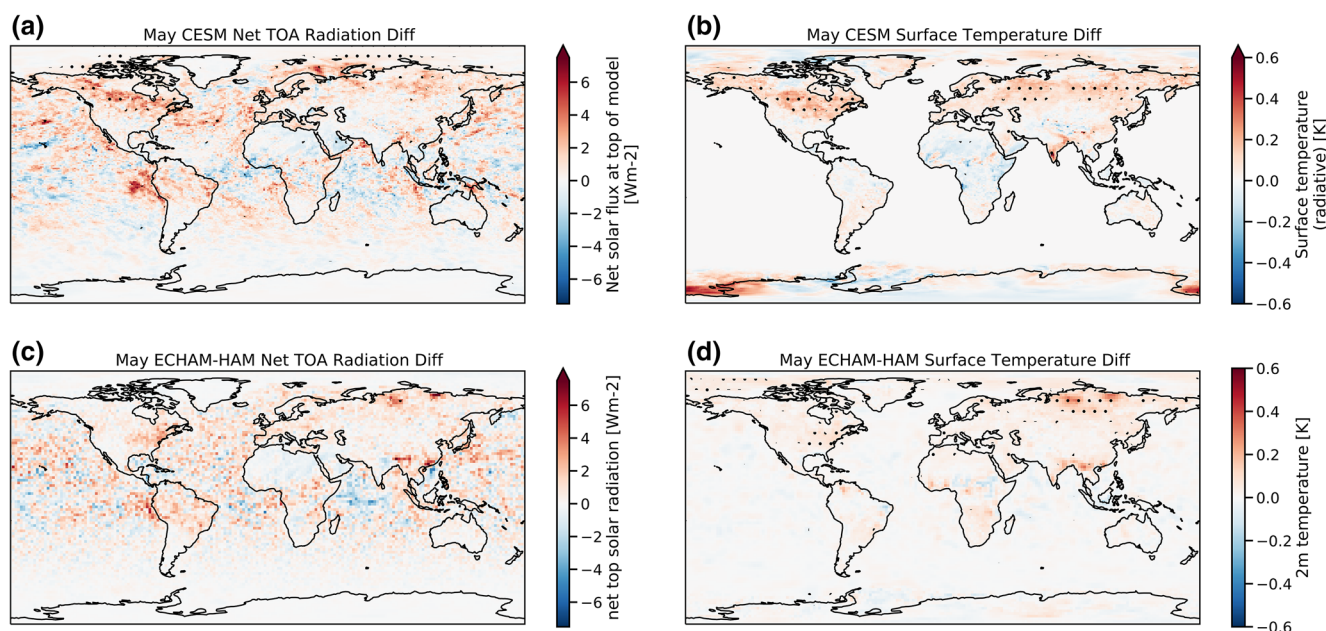 (a)
May CESM Net TOA Radiation Diff
6
4
2
0
−2
−4
−6
Net solar flux at top of model
[Wm-2]
(b)
May CESM Surface Temperature Diff
0.6
0.4
0.2
0.0
−0.2
−0.4
−0.6
Surface temperature
(radiative) [K]
(c)
May ECHAM-HAM Net TOA Radiation Diff
6
4
2
0
−2
−4
−6
net top solar radiation [Wm-2]
(d)
May ECHAM-HAM Surface Temperature Diff
0.6
0.4
0.2
0.0
−0.2
−0.4
−0.6
2m temperature [K]